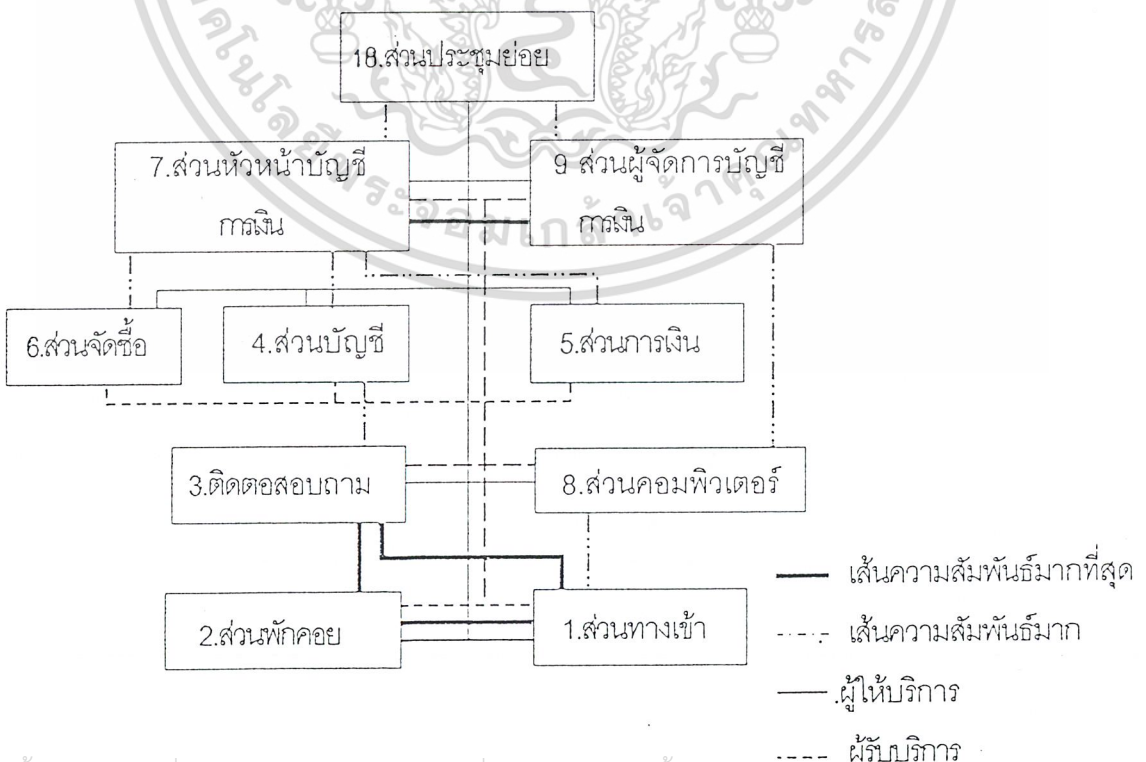 18.ส่วนประชุมย่อย
7.ส่วนหัวหน้าบัญชี
การเงิน
9 ส่วนผู้จัดการบัญชี
การเงิน
6.ส่วนจัดซื้อ
4.ส่วนบัญชี
5.ส่วนการเงิน
3.ติดตอสอบถาม
8.ส่วนคอมพิวเตอร์
2.ส่วนพักคอย
1.ส่วนทางเข้า
เส้นความสัมพันธ์มากที่สุด
เส้นความสัมพันธ์มาก
.ผู้ให้บริการ
ผู้รับบริการ